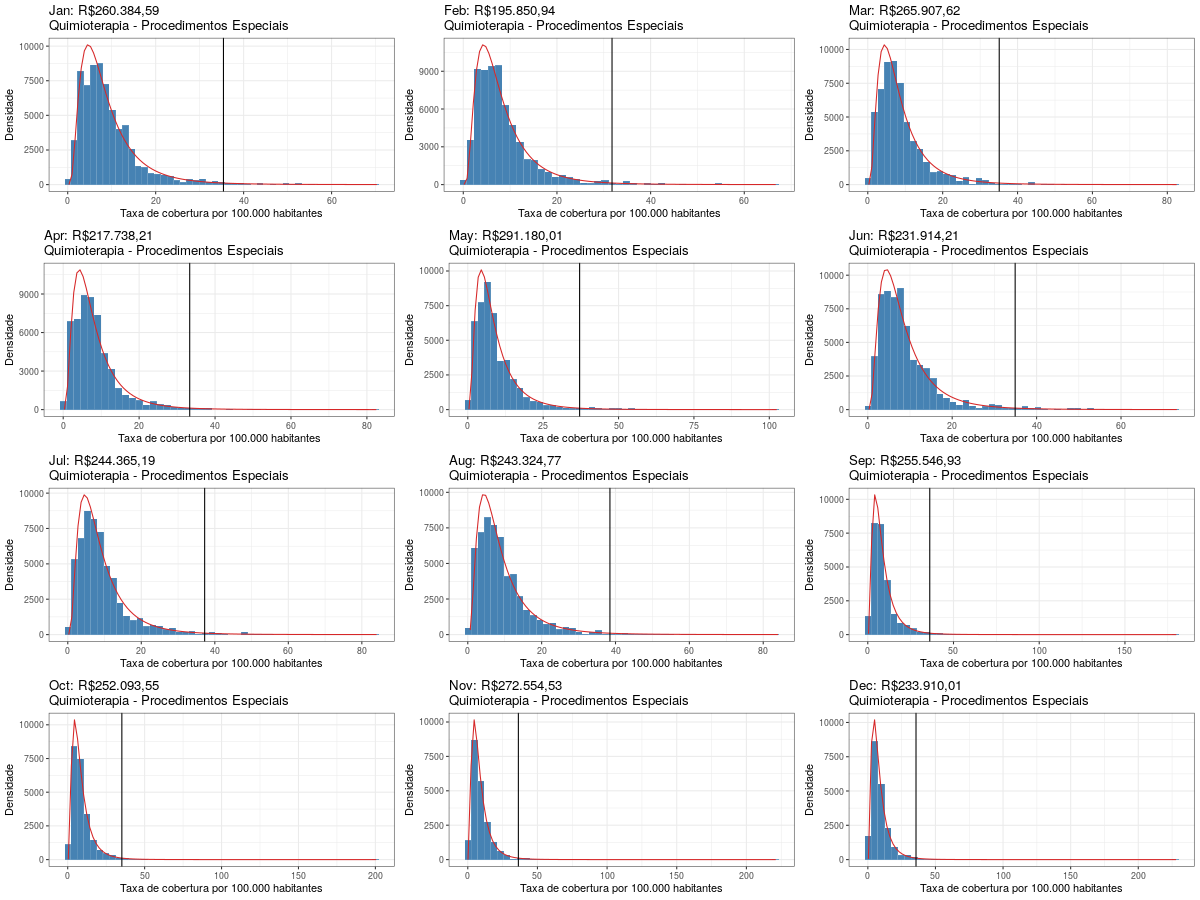 Jan: R$260.384,59
Quimioterapia - Procedimentos Especiais
10000
7500
5000
2500
0
Densidade
0
20
40
60
Taxa de cobertura por 100.000 habitantes
Feb: R$195.850,94
Quimioterapia - Procedimentos Especiais
9000
6000
3000
0
Densidade
0
20
40
60
Taxa de cobertura por 100.000 habitantes
Mar: R$265.907,62
Quimioterapia - Procedimentos Especiais
10000
7500
5000
2500
0
Densidade
0
20
40
60
80
Taxa de cobertura por 100.000 habitantes
Apr: R$217.738,21
Quimioterapia - Procedimentos Especiais
9000
6000
3000
0
Densidade
0
20
40
60
80
Taxa de cobertura por 100.000 habitantes
May: R$291.180,01
Quimioterapia - Procedimentos Especiais
10000
7500
5000
2500
0
Densidade
0
25
50
75
100
Taxa de cobertura por 100.000 habitantes
Jun: R$231.914,21
Quimioterapia - Procedimentos Especiais
10000
7500
5000
2500
0
Densidade
0
20
40
60
Taxa de cobertura por 100.000 habitantes
Jul: R$244.365,19
Quimioterapia - Procedimentos Especiais
10000
7500
5000
2500
0
Densidade
0
20
40
60
80
Taxa de cobertura por 100.000 habitantes
Aug: R$243.324,77
Quimioterapia - Procedimentos Especiais
10000
7500
5000
2500
0
Densidade
0
20
40
60
80
Taxa de cobertura por 100.000 habitantes
Sep: R$255.546,93
Quimioterapia - Procedimentos Especiais
10000
7500
5000
2500
0
Densidade
0
50
100
150
Taxa de cobertura por 100.000 habitantes
Oct: R$252.093,55
Quimioterapia - Procedimentos Especiais
10000
7500
5000
2500
0
Densidade
0
50
100
150
200
Taxa de cobertura por 100.000 habitantes
Nov: R$272.554,53
Quimioterapia - Procedimentos Especiais
10000
7500
5000
2500
0
Densidade
0
50
100
150
200
Taxa de cobertura por 100.000 habitantes
Dec: R$233.910,01
Quimioterapia - Procedimentos Especiais
10000
7500
5000
2500
0
Densidade
0
50
100
150
200
Taxa de cobertura por 100.000 habitantes